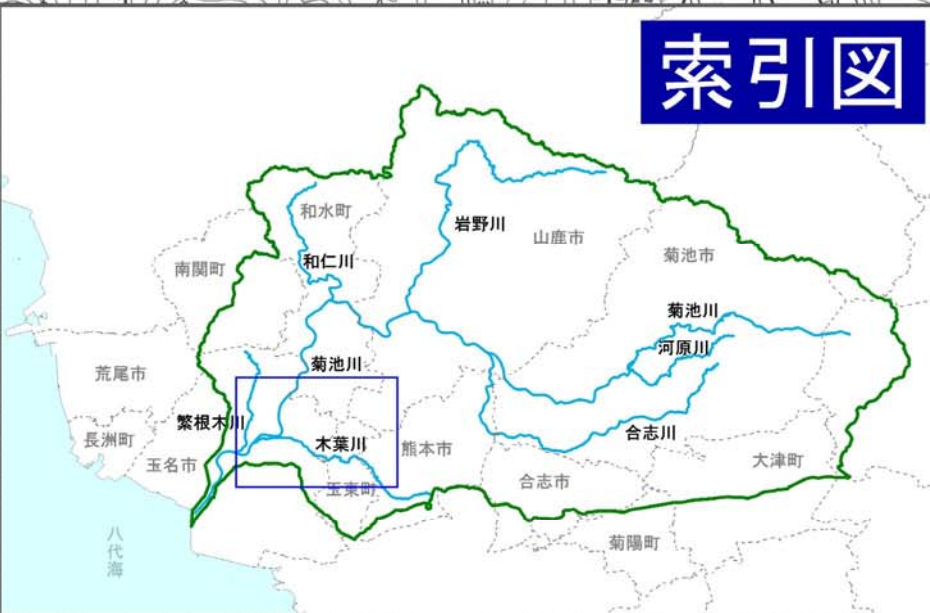 索引図
和水町
岩野川
山鹿市
菊池市
和仁川
南関町
菊池川
河原川
菊池川
荒尾市
繁根木川
合志川
長洲町
木葉川
熊本市
玉名市
大津町
合志市
玉東町
菊陽町
八代海